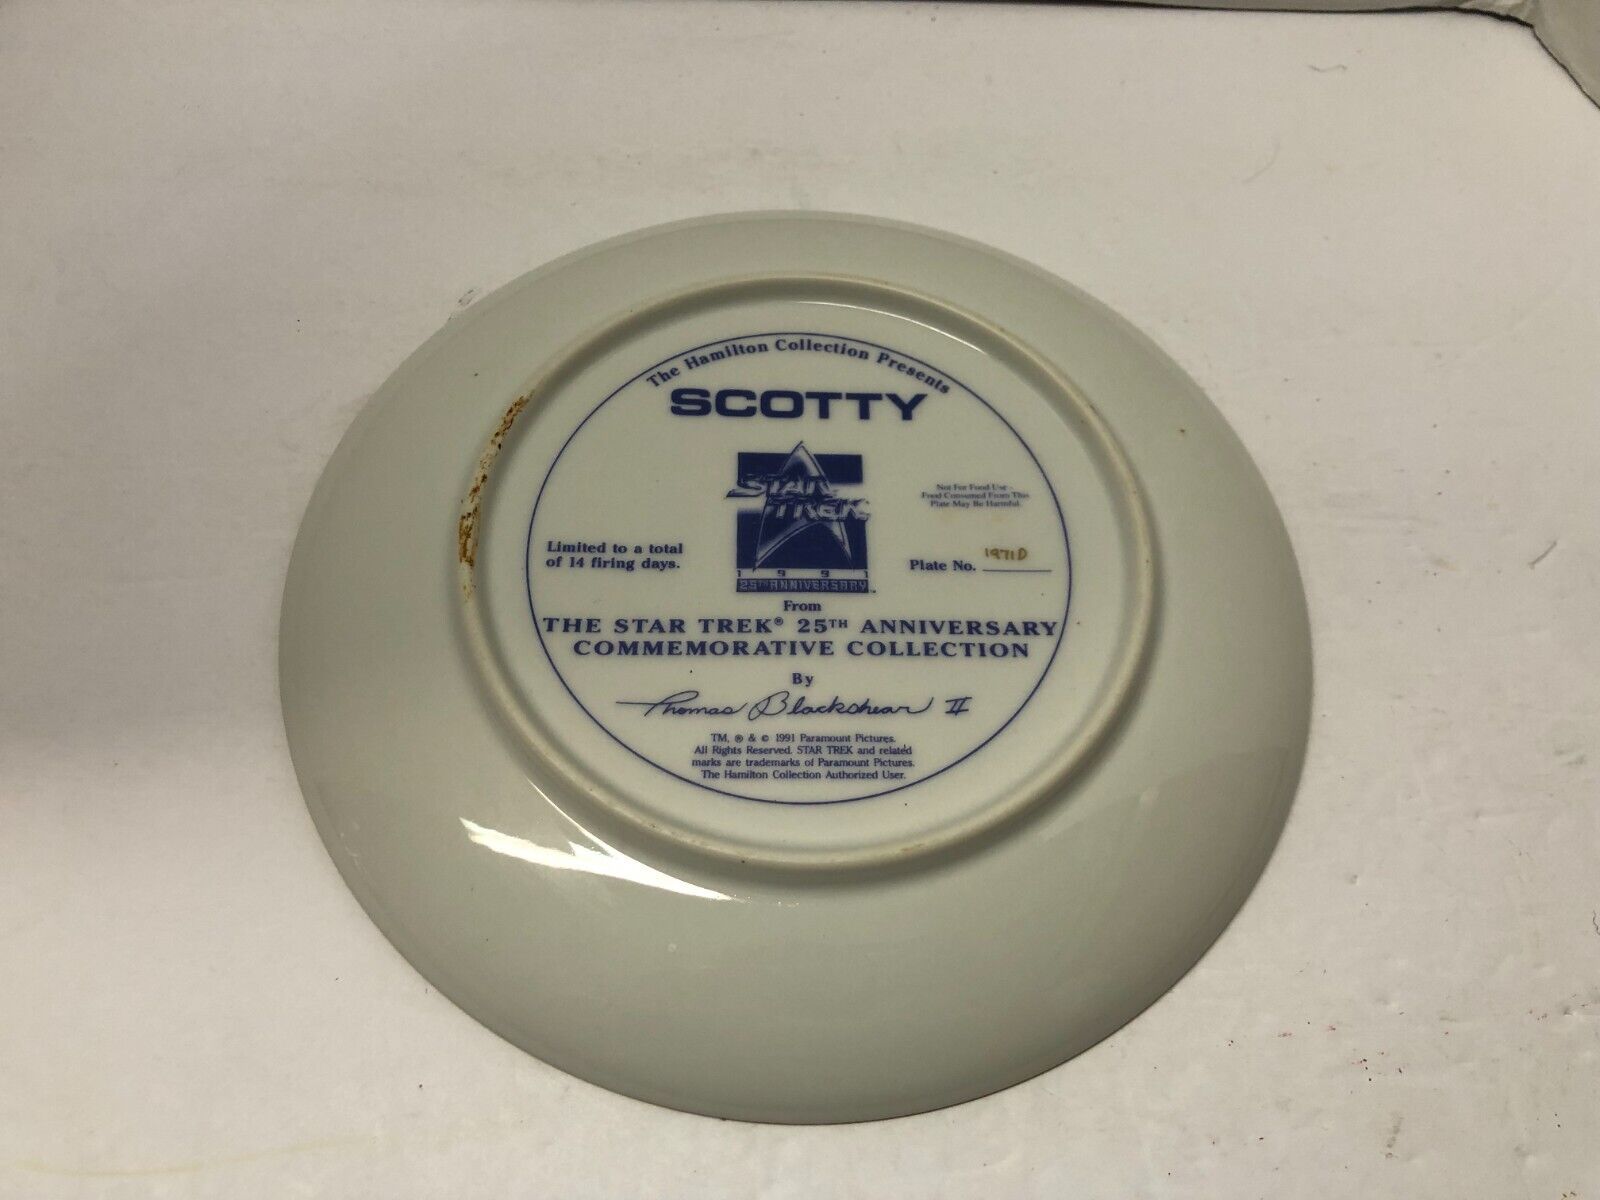 The Hamilton Collection Presents
SCOTTY
STAR TREK
1991
25TH ANNIVERSARY™
Not For Food Use -
Food Consumed From This
Plate May Be Harmful.
Limited to a total
of 14 firing days.
Plate No. 1971D
From
THE STAR TREK® 25TH ANNIVERSARY
COMMEMORATIVE COLLECTION
By
Thomas Blackshear II
TM, ® & © 1991 Paramount Pictures.
All Rights Reserved. STAR TREK and related
marks are trademarks of Paramount Pictures.
The Hamilton Collection Authorized User.